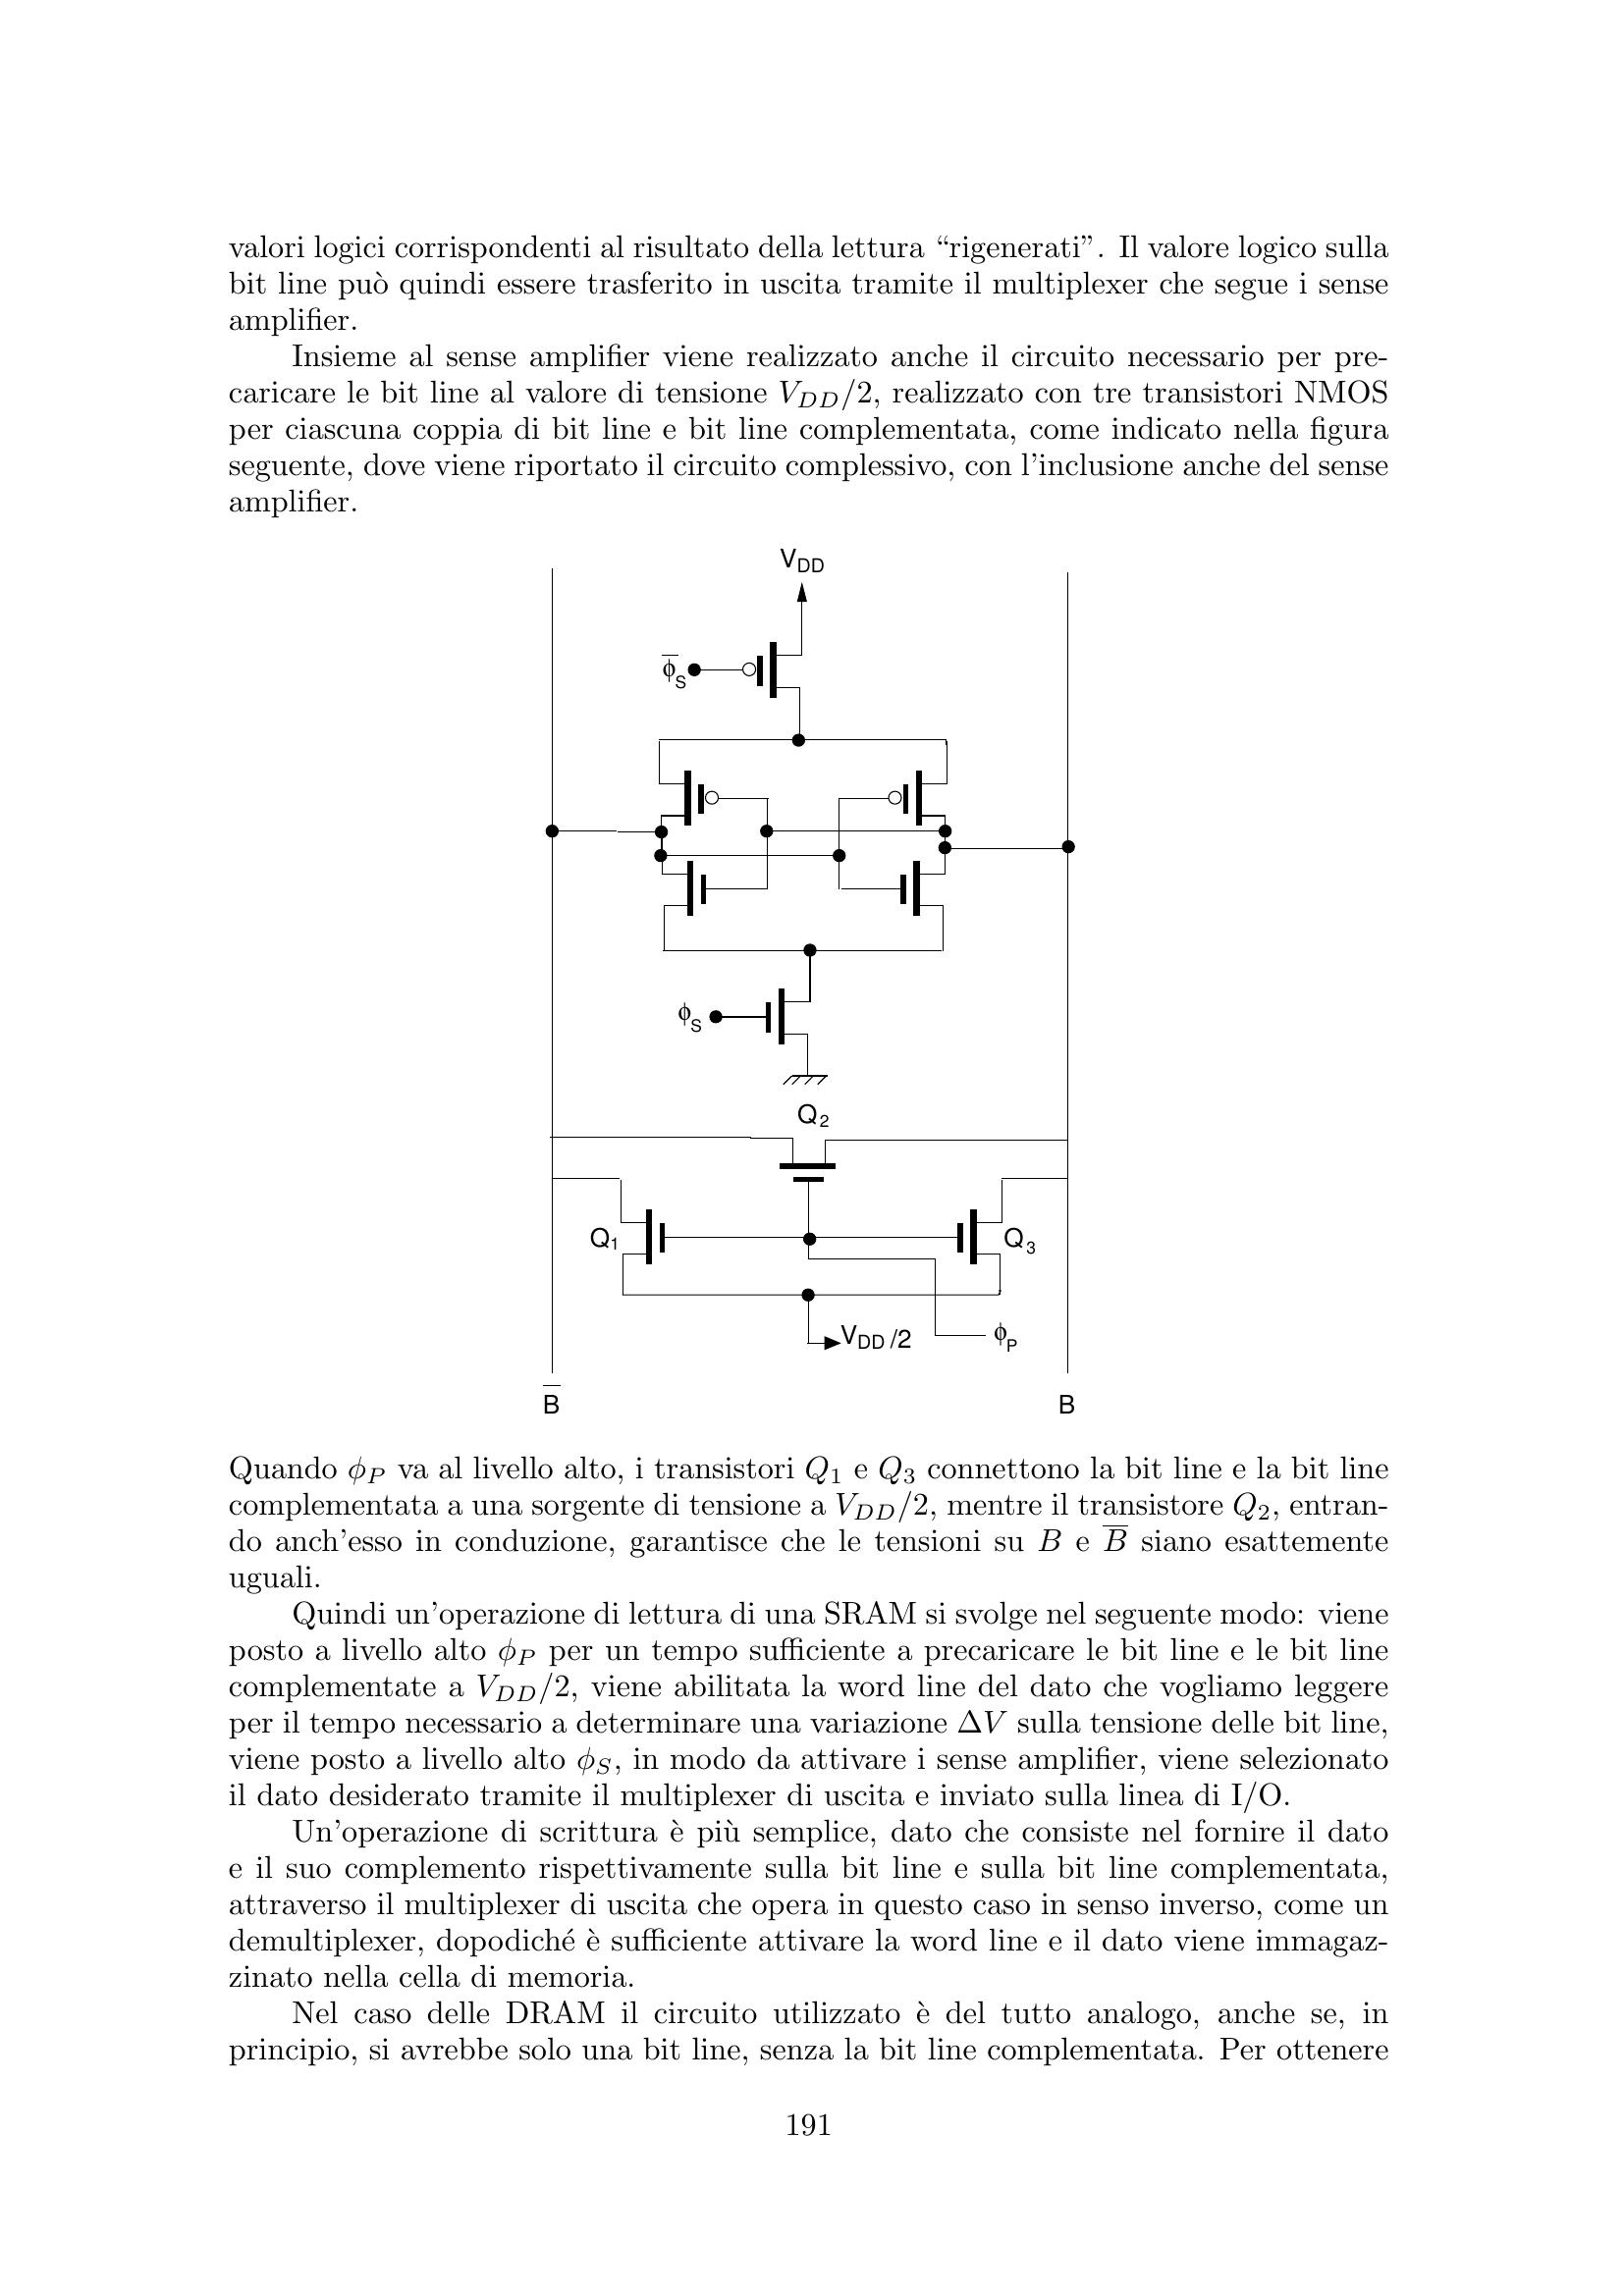 valori logici corrispondenti al risultato della lettura “rigenerati”. Il valore logico sulla
bit line può quindi essere trasferito in uscita tramite il multiplexer che segue i sense
amplifier.
Insieme al sense amplifier viene realizzato anche il circuito necessario per pre-
caricare le bit line al valore di tensione V_{DD}/2, realizzato con tre transistori NMOS
per ciascuna coppia di bit line e bit line complementata, come indicato nella figura
seguente, dove viene riportato il circuito complessivo, con l'inclusione anche del sense
amplifier.
V_{DD}
\overline{ϕ}_S
ϕ_S
Q_2
Q_1
Q_3
V_{DD}/2
ϕ_P
\overline{B}
B
Quando ϕ_P va al livello alto, i transistori Q_1 e Q_3 connettono la bit line e la bit line
complementata a una sorgente di tensione a V_{DD}/2, mentre il transistore Q_2, entran-
do anch'esso in conduzione, garantisce che le tensioni su B e \overline{B} siano esattemente
uguali.
Quindi un'operazione di lettura di una SRAM si svolge nel seguente modo: viene
posto a livello alto ϕ_P per un tempo sufficiente a precaricare le bit line e le bit line
complementate a V_{DD}/2, viene abilitata la word line del dato che vogliamo leggere
per il tempo necessario a determinare una variazione ΔV sulla tensione delle bit line,
viene posto a livello alto ϕ_S, in modo da attivare i sense amplifier, viene selezionato
il dato desiderato tramite il multiplexer di uscita e inviato sulla linea di I/O.
Un'operazione di scrittura è più semplice, dato che consiste nel fornire il dato
e il suo complemento rispettivamente sulla bit line e sulla bit line complementata,
attraverso il multiplexer di uscita che opera in questo caso in senso inverso, come un
demultiplexer, dopodiché è sufficiente attivare la word line e il dato viene immagaz-
zinato nella cella di memoria.
Nel caso delle DRAM il circuito utilizzato è del tutto analogo, anche se, in
principio, si avrebbe solo una bit line, senza la bit line complementata. Per ottenere
191